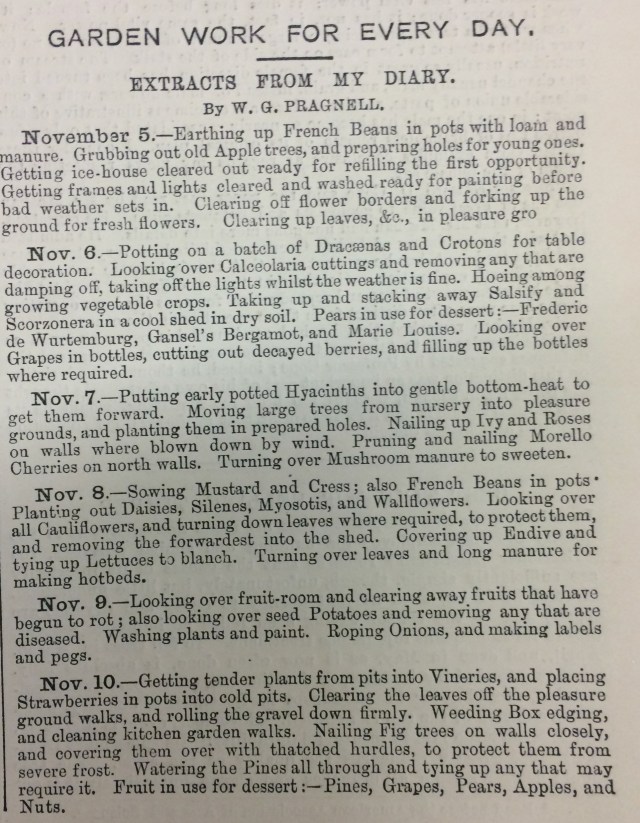 GARDEN WORK FOR EVERY DAY.
EXTRACTS FROM MY DIARY.
By W. G. PRAGNELL.
November 5.—Earthing up French Beans in pots with loam and
manure. Grubbing out old Apple trees, and preparing holes for young ones.
Getting ice-house cleared out ready for refilling the first opportunity.
Getting frames and lights cleared and washed ready for painting before
bad weather sets in. Clearing off flower borders and forking up the
ground for fresh flowers. Clearing up leaves, &c., in pleasure gro
Nov. 6.—Potting on a batch of Dracænas and Crotons for table
decoration. Looking over Calceolaria cuttings and removing any that are
damping off, taking off the lights whilst the weather is fine. Hoeing among
growing vegetable crops. Taking up and stacking away Salsify and
Scorzonera in a cool shed in dry soil. Pears in use for dessert:—Frederic
de Wurtemburg, Gansel's Bergamot, and Marie Louise. Looking over
Grapes in bottles, cutting out decayed berries, and filling up the bottles
where required.
Nov. 7.—Putting early potted Hyacinths into gentle bottom-heat to
get them forward. Moving large trees from nursery into pleasure
grounds, and planting them in prepared holes. Nailing up Ivy and Roses
on walls where blown down by wind. Pruning and nailing Morello
Cherries on north walls. Turning over Mushroom manure to sweeten.
Nov. 8.—Sowing Mustard and Cress; also French Beans in pots·
Planting out Daisies, Silenes, Myosotis, and Wallflowers. Looking over
all Cauliflowers, and turning down leaves where required, to protect them,
and removing the forwardest into the shed. Covering up Endive and
tying up Lettuces to blanch. Turning over leaves and long manure for
making hotbeds.
Nov. 9.—Looking over fruit-room and clearing away fruits that have
begun to rot; also looking over seed Potatoes and removing any that are
diseased. Washing plants and paint. Roping Onions, and making labels
and pegs.
Nov. 10.—Getting tender plants from pits into Vineries, and placing
Strawberries in pots into cold pits. Clearing the leaves off the pleasure
ground walks, and rolling the gravel down firmly. Weeding Box edging,
and cleaning kitchen garden walks. Nailing Fig trees on walls closely,
and covering them over with thatched hurdles, to protect them from
severe frost. Watering the Pines all through and tying up any that may
require it. Fruit in use for dessert:—Pines, Grapes, Pears, Apples, and
Nuts.